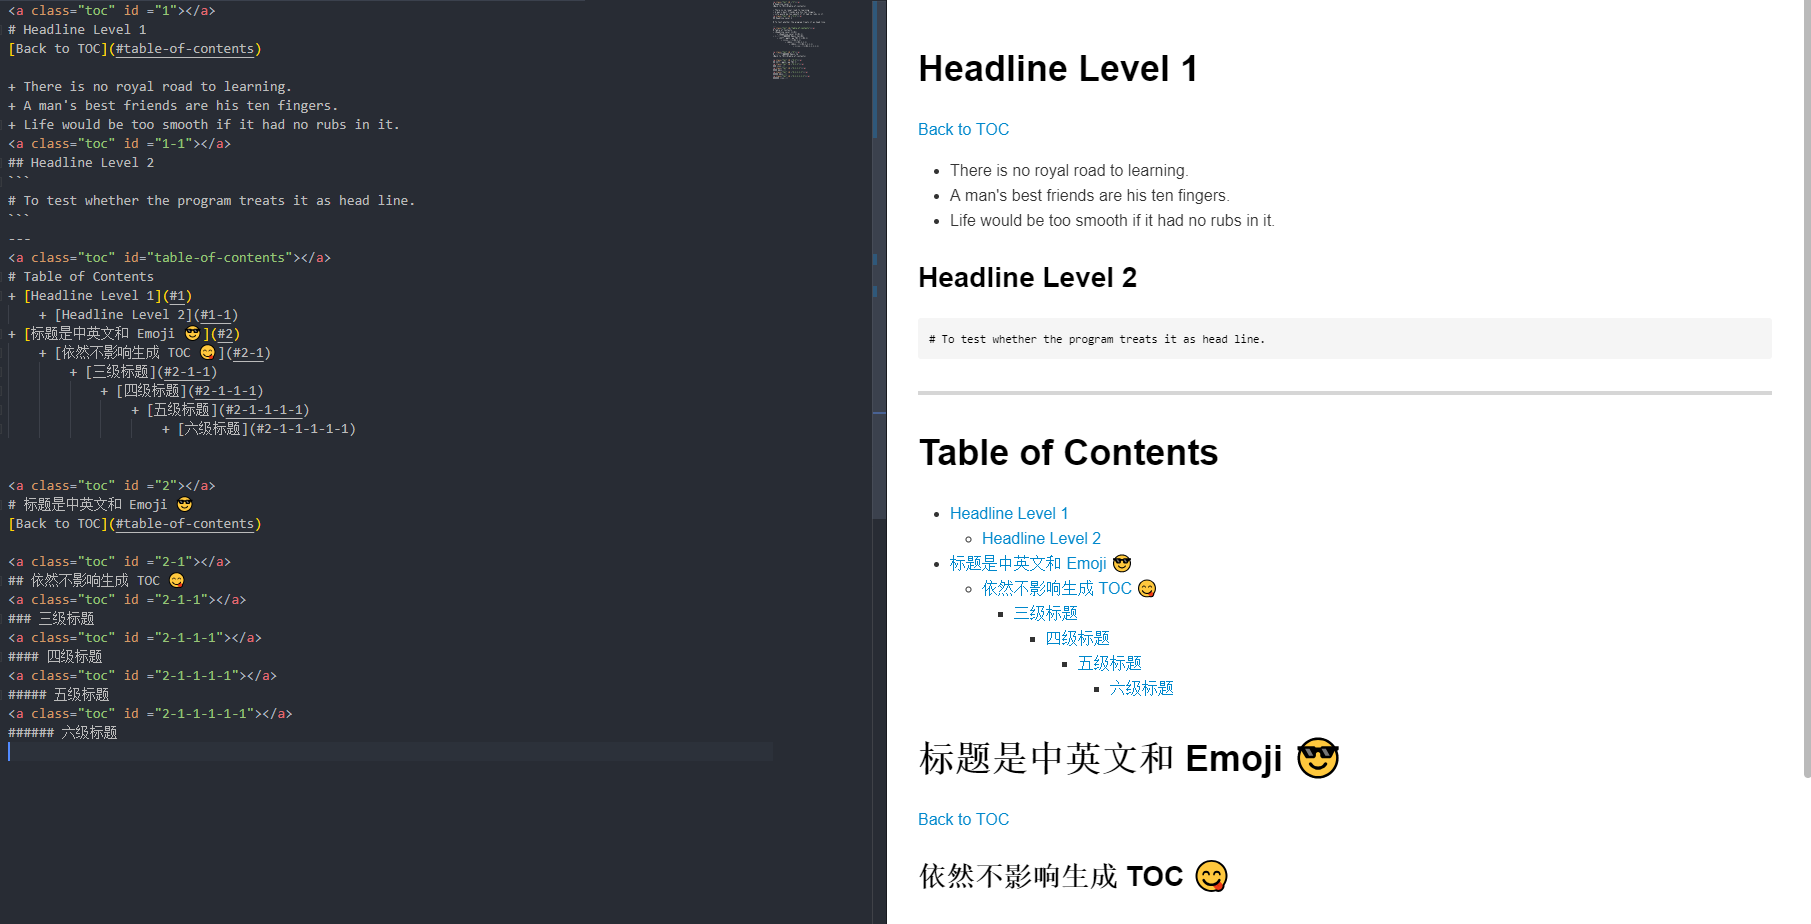 <a class="toc" id ="1"></a>
# Headline Level 1
[Back to TOC](#table-of-contents)
+ There is no royal road to learning.
+ A man's best friends are his ten fingers.
+ Life would be too smooth if it had no rubs in it.
<a class="toc" id ="1-1"></a>
## Headline Level 2
```
# To test whether the program treats it as head line.
```
---
<a class="toc" id="table-of-contents"></a>
# Table of Contents
+ [Headline Level 1](#1)
+ [Headline Level 2](#1-1)
+ [标题是中英文和 Emoji 😎](#2)
+ [依然不影响生成 TOC 😋](#2-1)
+ [三级标题](#2-1-1)
+ [四级标题](#2-1-1-1)
+ [五级标题](#2-1-1-1-1)
+ [六级标题](#2-1-1-1-1-1)
<a class="toc" id ="2"></a>
# 标题是中英文和 Emoji 😎
[Back to TOC](#table-of-contents)
<a class="toc" id ="2-1"></a>
## 依然不影响生成 TOC 😋
<a class="toc" id ="2-1-1"></a>
### 三级标题
<a class="toc" id ="2-1-1-1"></a>
#### 四级标题
<a class="toc" id ="2-1-1-1-1"></a>
##### 五级标题
<a class="toc" id ="2-1-1-1-1-1"></a>
###### 六级标题
Headline Level 1
Back to TOC
• There is no royal road to learning.
• A man's best friends are his ten fingers.
• Life would be too smooth if it had no rubs in it.
Headline Level 2
# To test whether the program treats it as head line.
Table of Contents
• Headline Level 1
◦ Headline Level 2
• 标题是中英文和 Emoji 😎
◦ 依然不影响生成 TOC 😋
▪ 三级标题
▪ 四级标题
▪ 五级标题
▪ 六级标题
标题是中英文和 Emoji 😎
Back to TOC
依然不影响生成 TOC 😋